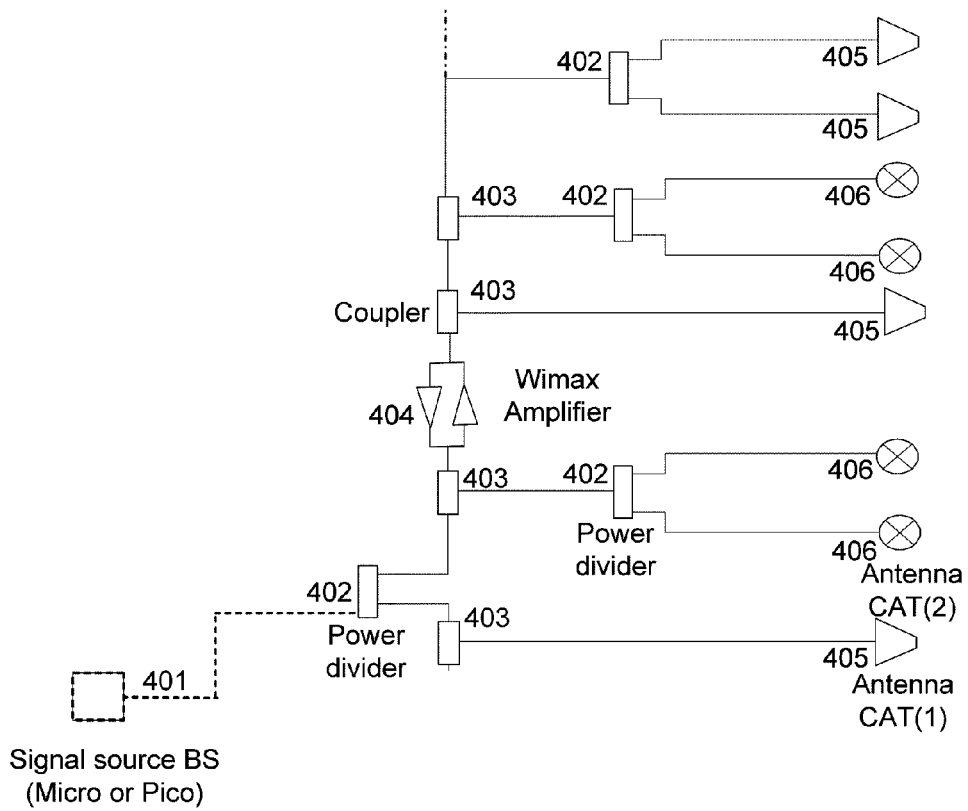 402
405
405
403
402
406
406
Coupler
403
405
404
Wimax
Amplifier
403
402
406
406
Power
divider
Antenna
CAT(2)
402
Power
divider
403
405
Antenna
CAT(1)
401
Signal source BS
(Micro or Pico)